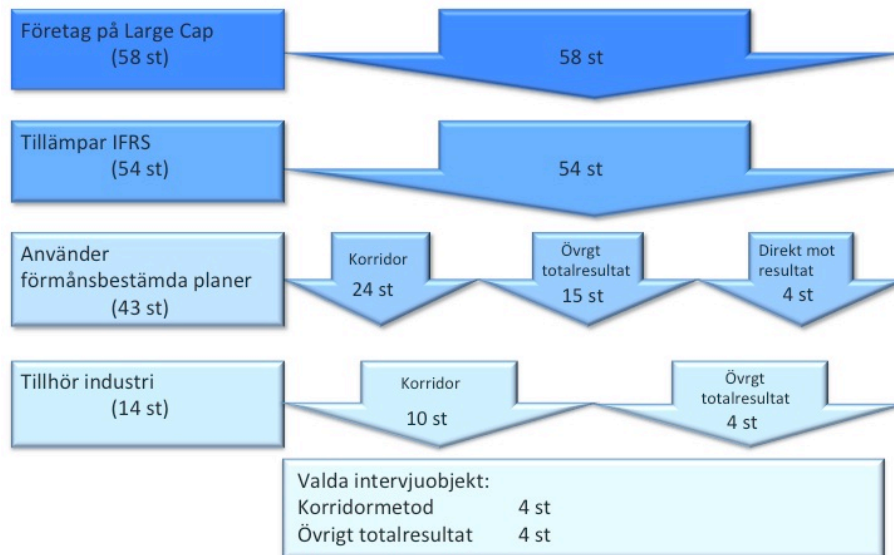 Företag på Large Cap
(58 st)
58 st
Tillämpar IFRS
(54 st)
54 st
Använder
förmånsbestämda planer
(43 st)
Korridor
24 st
Övrgt
totalresultat
15 st
Direkt mot
resultat
4 st
Tillhör industri
(14 st)
Korridor
10 st
Övrgt
totalresultat
4 st
Valda intervjuobjekt:
Korridormetod 4 st
Övrigt totalresultat 4 st